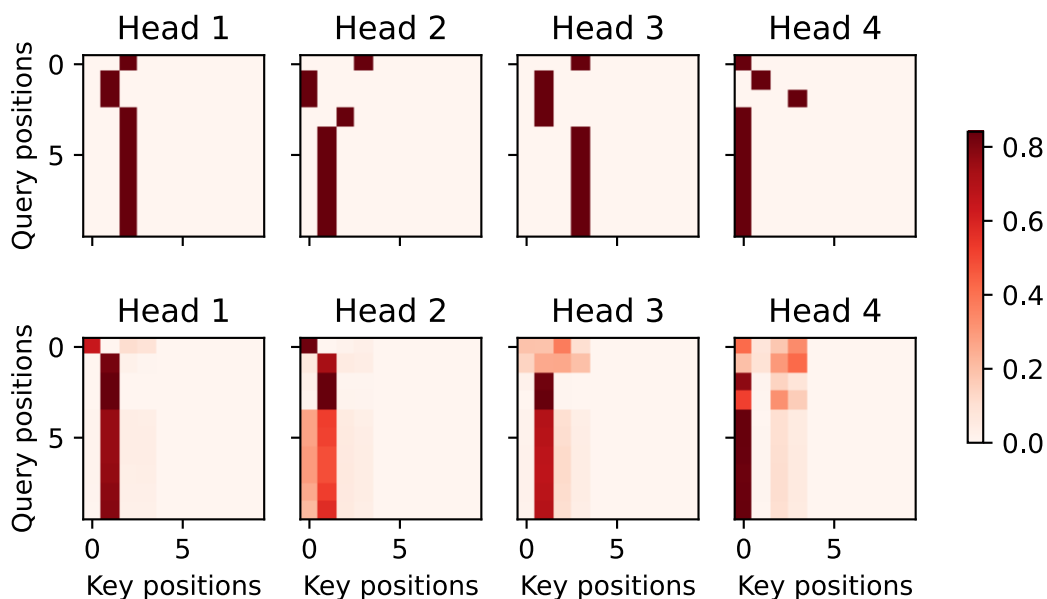 Head 1 Head 2 Head 3 Head 4
Query positions
0
5
0 5
0.8
0.6
0.4
0.2
0.0
Head 1 Head 2 Head 3 Head 4
Query positions
0
5
0 5 0 5 0 5 0 5
Key positions Key positions Key positions Key positions